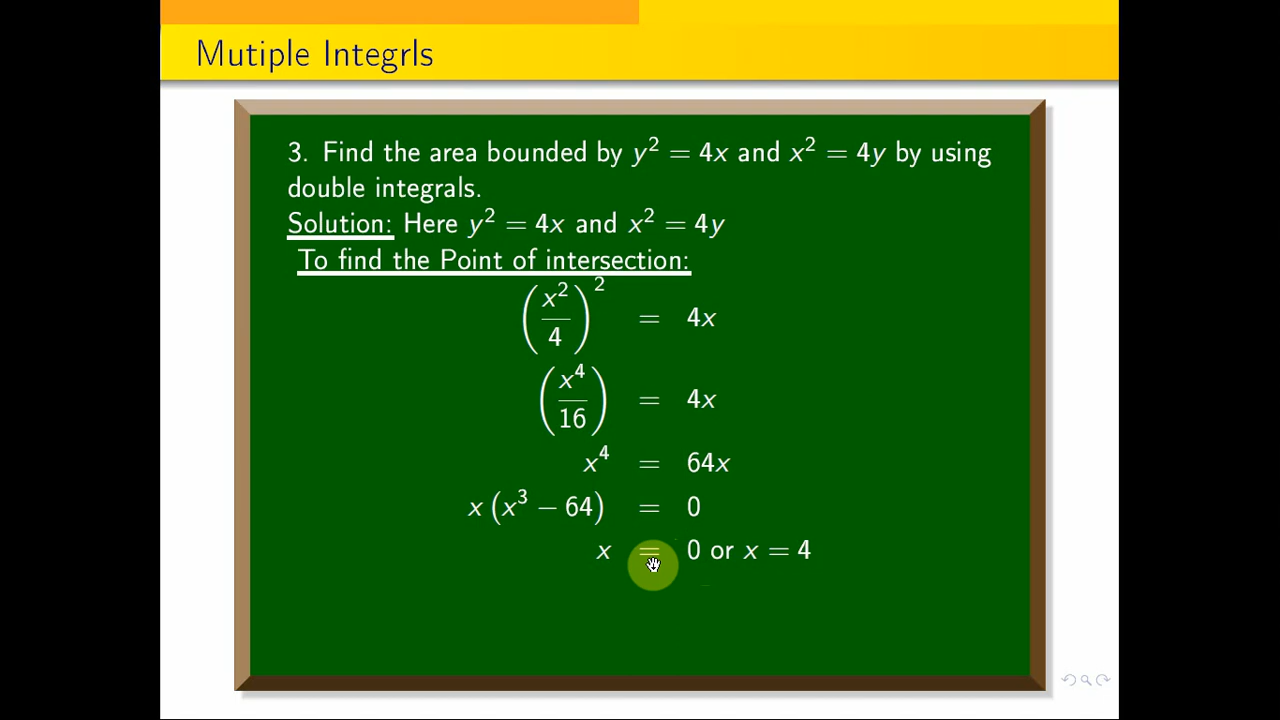 Mutiple Integrls
3. Find the area bounded by y² = 4x and x² = 4y by using
double integrals.
Solution: Here y² = 4x and x² = 4y
To find the Point of intersection:
(x²/4)² = 4x
(x⁴/16) = 4x
x⁴ = 64x
x (x³ − 64) = 0
x = 0 or x = 4